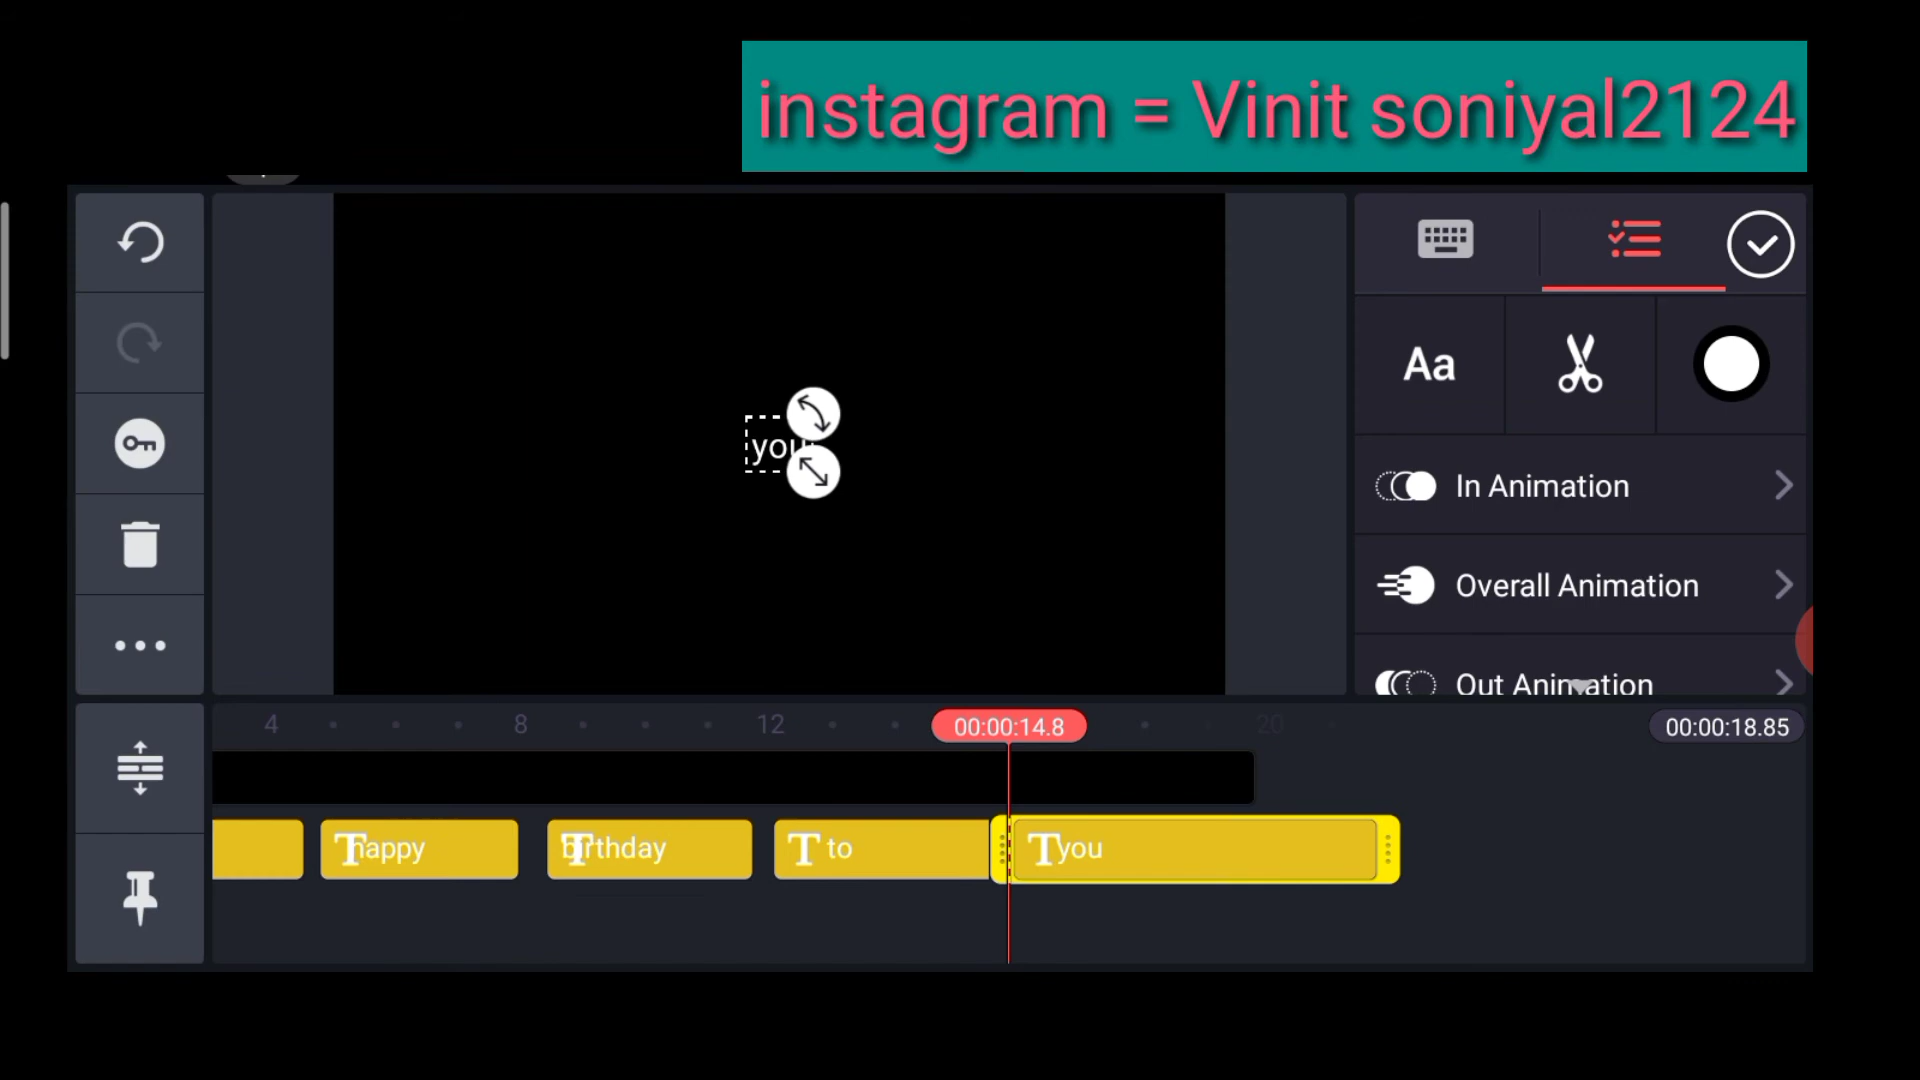 instagram = Vinit soniyal2124
you
Aa
In Animation
Overall Animation
Out Animation
4 8 12 00:00:14.8 20 00:00:18.85
T happy T birthday T to T you